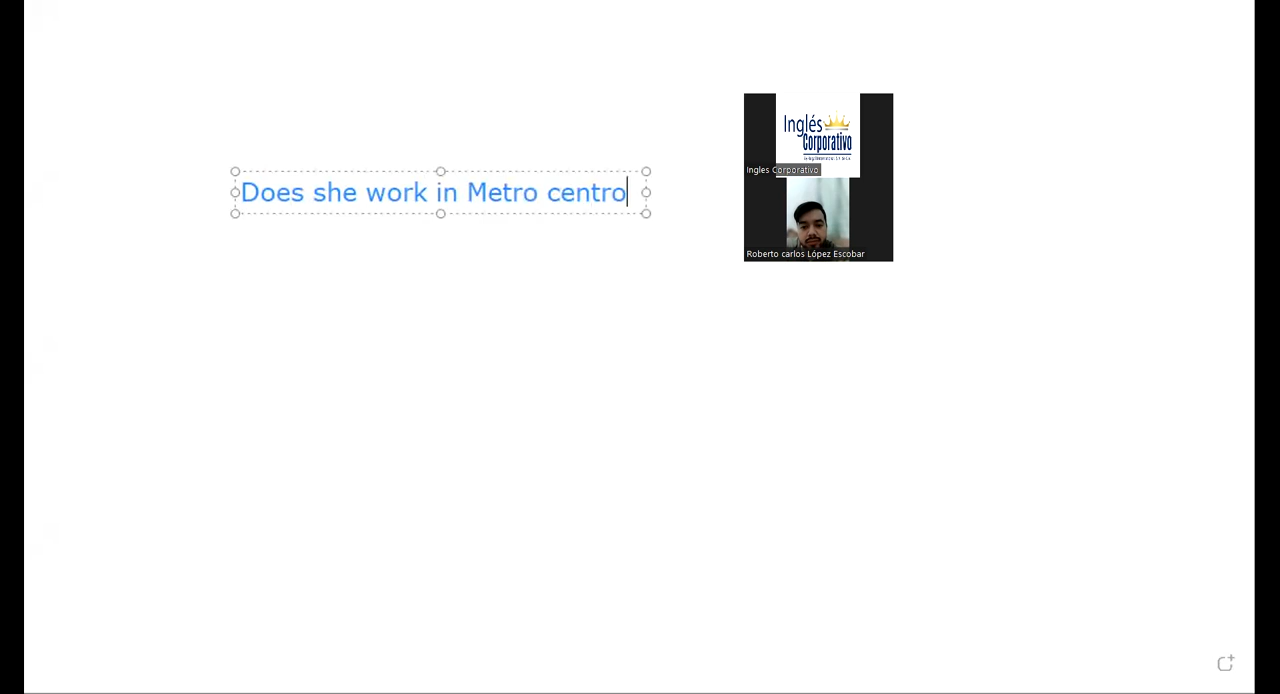 Does she work in Metro centro
Inglés
Corporativo
Ingles Corporativo
Roberto carlos López Escobar